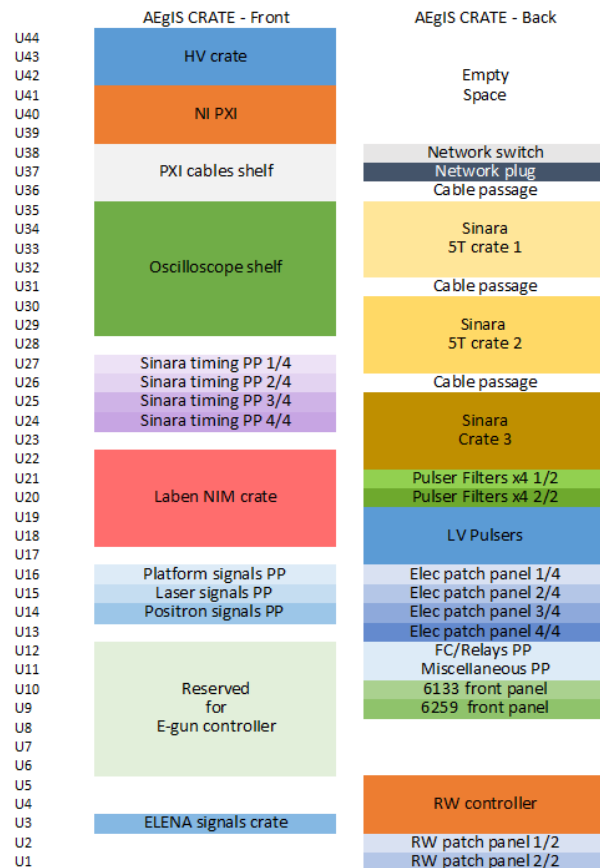 AEgIS CRATE - Front AEgIS CRATE - Back
U44
U43 HV crate
U42 Empty
U41 Space
U40 NI PXI
U39
U38 Network switch
U37 PXI cables shelf Network plug
U36 Cable passage
U35
U34 Sinara
U33 5T crate 1
U32 Oscilloscope shelf
U31 Cable passage
U30
U29 Sinara
U28 5T crate 2
U27 Sinara timing PP 1/4
U26 Sinara timing PP 2/4 Cable passage
U25 Sinara timing PP 3/4
U24 Sinara timing PP 4/4 Sinara
U23 Crate 3
U22
U21 Pulser Filters x4 1/2
U20 Laben NIM crate Pulser Filters x4 2/2
U19
U18 LV Pulsers
U17
U16 Platform signals PP Elec patch panel 1/4
U15 Laser signals PP Elec patch panel 2/4
U14 Positron signals PP Elec patch panel 3/4
U13 Elec patch panel 4/4
U12 FC/Relays PP
U11 Miscellaneous PP
U10 Reserved 6133 front panel
U9 for 6259 front panel
U8 E-gun controller
U7
U6
U5
U4 RW controller
U3 ELENA signals crate
U2 RW patch panel 1/2
U1 RW patch panel 2/2